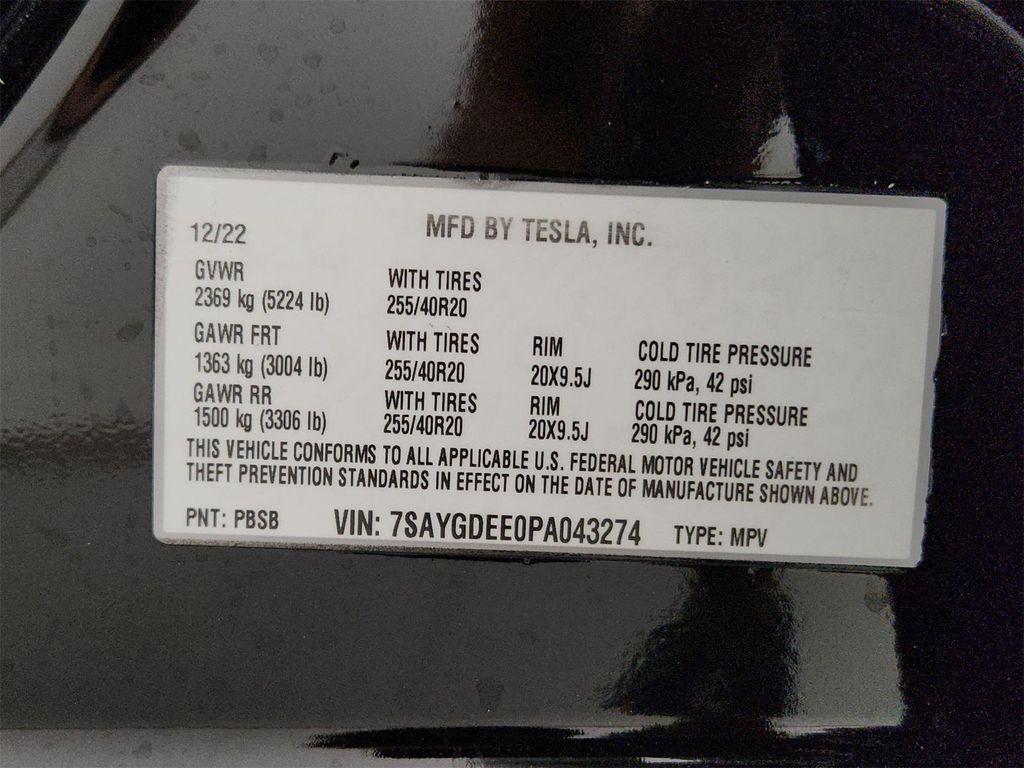 MFD BY TESLA, INC.
12/22
GVWR
2369 kg (5224 lb)
WITH TIRES
255/40R20
GAWR FRT
1363 kg (3004 lb)
WITH TIRES
255/40R20
RIM
20X9.5J
COLD TIRE PRESSURE
290 kPa, 42 psi
GAWR RR
1500 kg (3306 lb)
WITH TIRES
255/40R20
RIM
20X9.5J
COLD TIRE PRESSURE
290 kPa, 42 psi
THIS VEHICLE CONFORMS TO ALL APPLICABLE U.S. FEDERAL MOTOR VEHICLE SAFETY AND
THEFT PREVENTION STANDARDS IN EFFECT ON THE DATE OF MANUFACTURE SHOWN ABOVE.
PNT: PBSB VIN: 7SAYGDEE0PA043274 TYPE: MPV